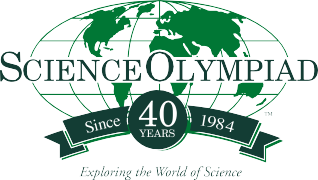 SCIENCE OLYMPIAD
Since 40 YEARS 1984
TM
Exploring the World of Science